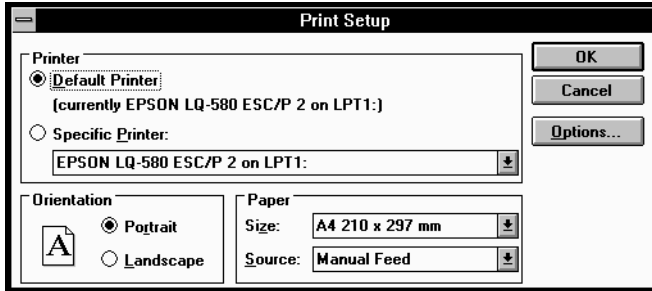 Print Setup
Printer
Default Printer
(currently EPSON LQ-580 ESC/P 2 on LPT1:)
Specific Printer:
EPSON LQ-580 ESC/P 2 on LPT1:
OK
Cancel
Options...
Orientation
A
Portrait
Landscape
Paper
Size: A4 210 x 297 mm
Source: Manual Feed